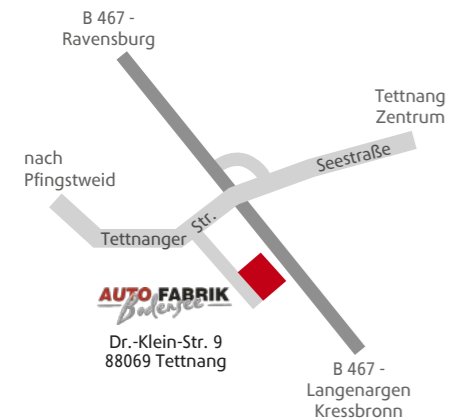 B 467 -
Ravensburg
Tettnang
Zentrum
nach
Pfingstweid
Seestraße
Tettnanger Str.
AUTO FABRIK
Bodensee
Dr.-Klein-Str. 9
88069 Tettnang
B 467 -
Langenargen
Kressbronn